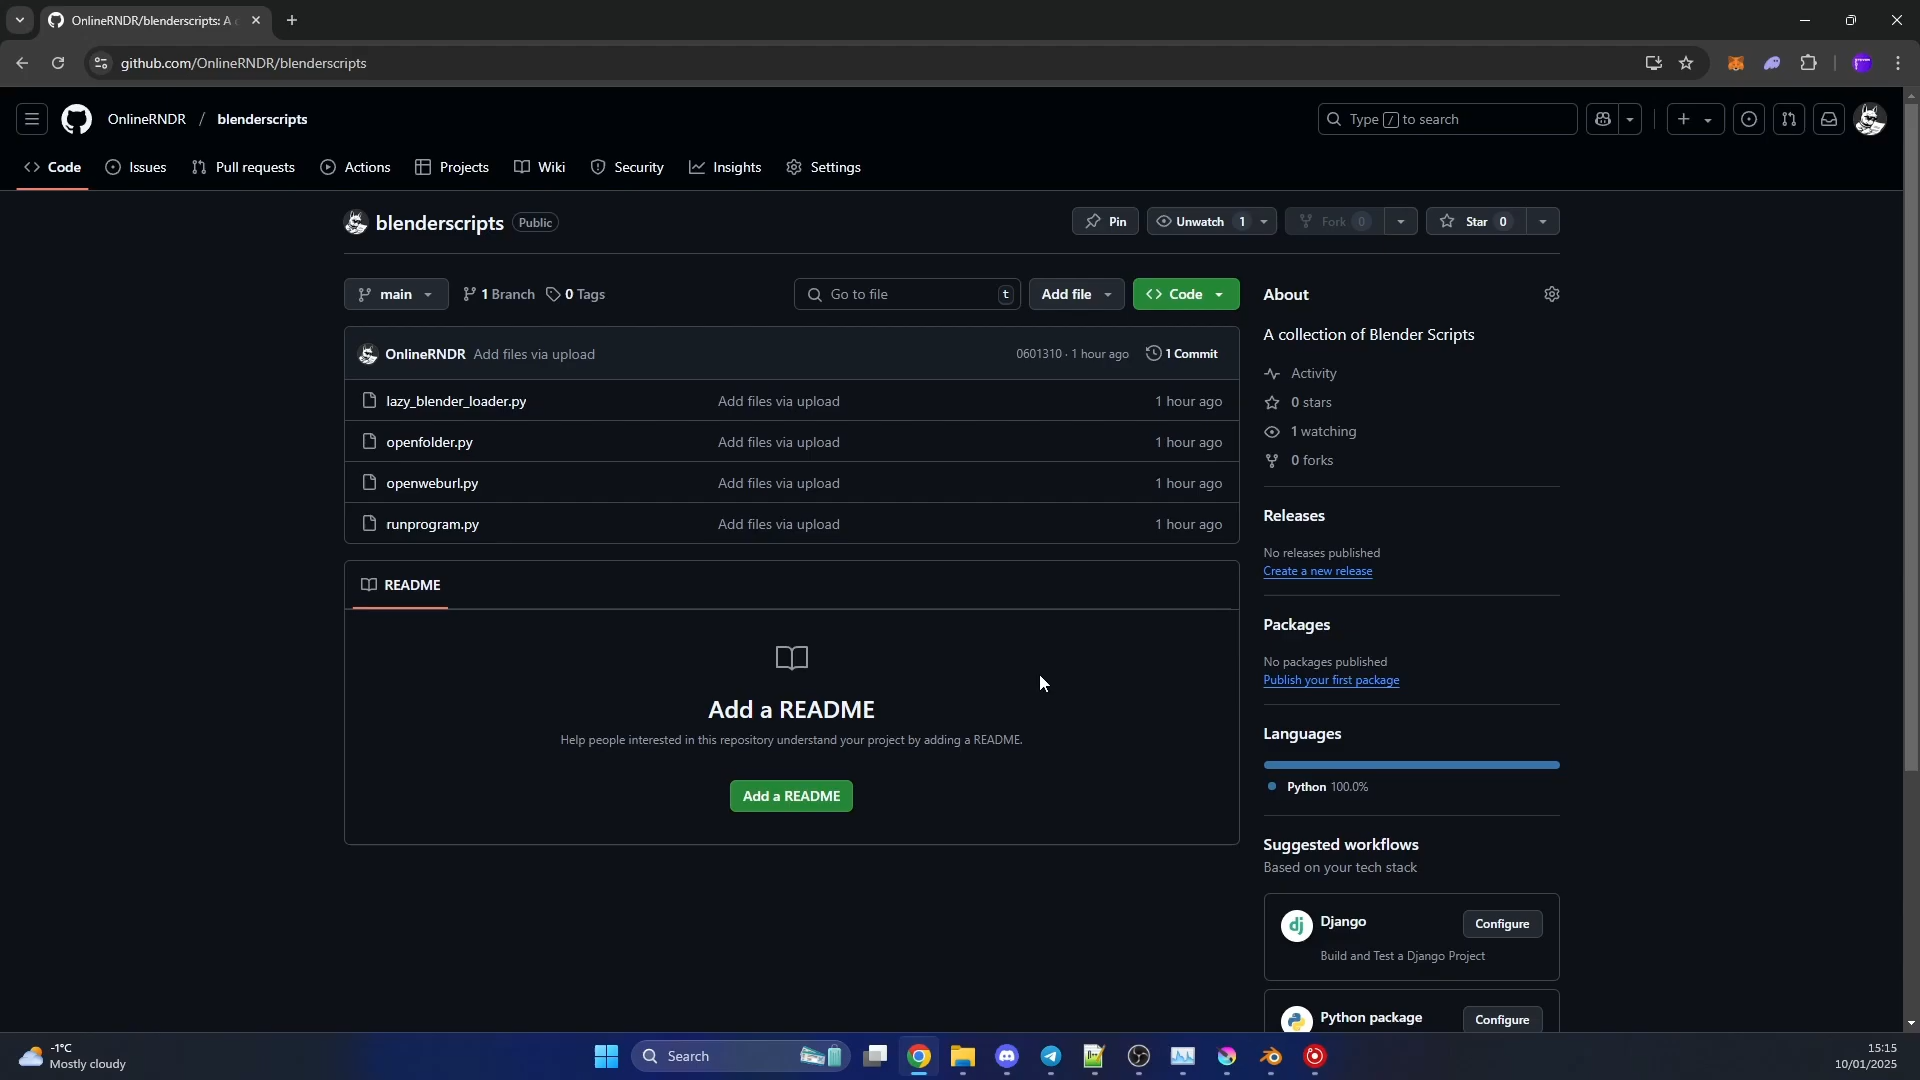 OnlineRNDR/blenderscripts: A c
github.com/OnlineRNDR/blenderscripts
OnlineRNDR / blenderscripts
Type / to search
Code Issues Pull requests Actions Projects Wiki Security Insights Settings
blenderscripts Public
Pin Unwatch 1 Fork 0 Star 0
main 1 Branch 0 Tags Go to file t Add file Code
OnlineRNDR Add files via upload 0601310 · 1 hour ago 1 Commit
lazy_blender_loader.py Add files via upload 1 hour ago
openfolder.py Add files via upload 1 hour ago
openweburl.py Add files via upload 1 hour ago
runprogram.py Add files via upload 1 hour ago
README
Add a README
Help people interested in this repository understand your project by adding a README.
Add a README
About
A collection of Blender Scripts
Activity
0 stars
1 watching
0 forks
Releases
No releases published
Create a new release
Packages
No packages published
Publish your first package
Languages
Python 100.0%
Suggested workflows
Based on your tech stack
dj Django Configure
Build and Test a Django Project
Python package Configure
-1°C
Mostly cloudy
Search
15:15
10/01/2025